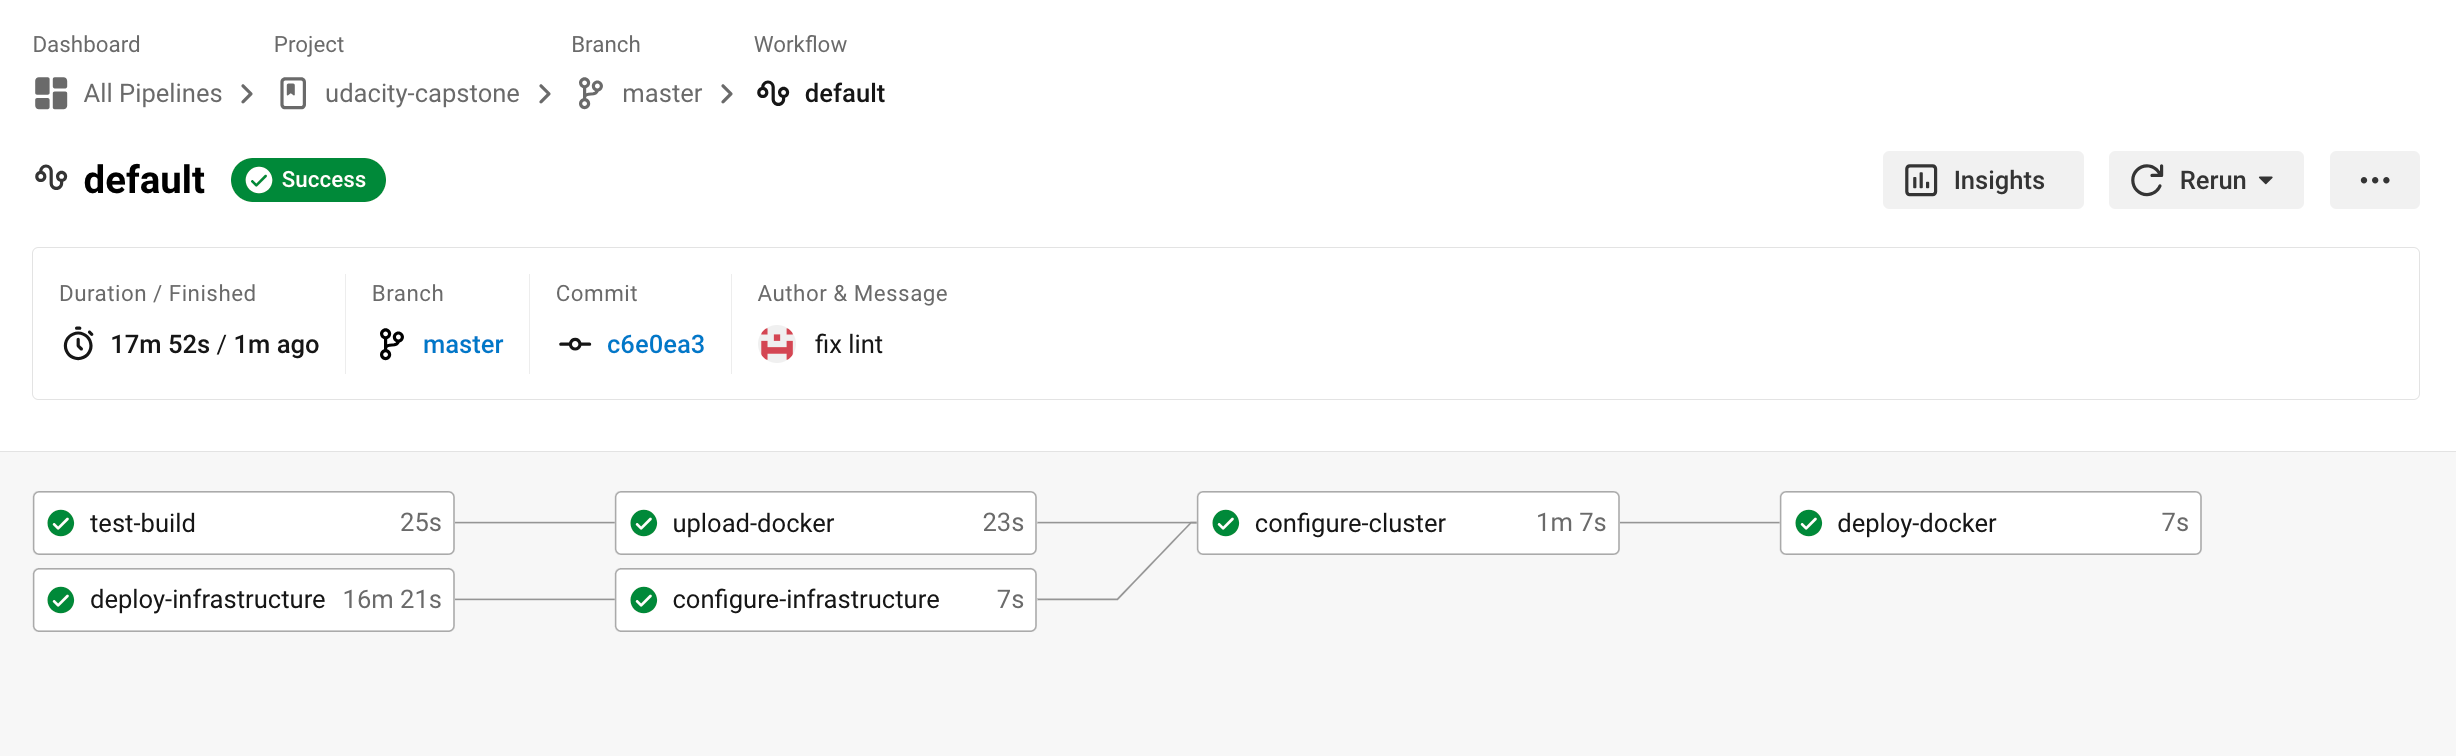 Dashboard Project Branch Workflow
All Pipelines udacity-capstone master default
default Success Insights Rerun
Duration / Finished Branch Commit Author & Message
17m 52s / 1m ago master c6e0ea3 fix lint
test-build 25s upload-docker 23s configure-cluster 1m 7s deploy-docker 7s
deploy-infrastructure 16m 21s configure-infrastructure 7s